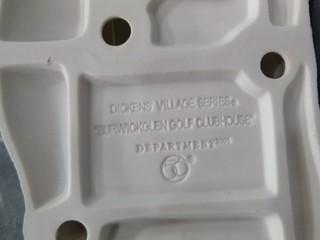 DICKENS' VILLAGE SERIES®
"BURWICKGLEN GOLF CLUBHOUSE"
DEPARTMENT
56